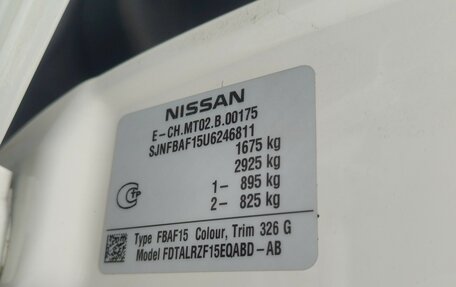 NISSAN
E-CH.MT02.B.00175
SJNFBAF15U6246811
1675 kg
2925 kg
1- 895 kg
2- 825 kg
Type FBAF15 Colour, Trim 326 G
Model FDTALRZF15EQABD-AB